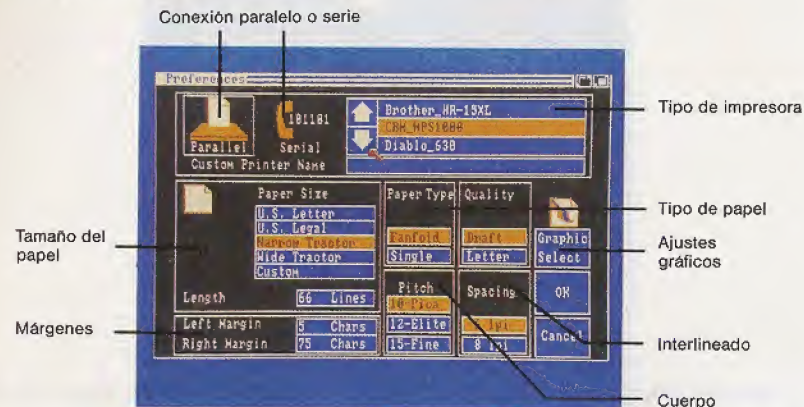 Conexión paralelo o serie
Preferences
Parallel
101101
Serial
Custom Printer Name
Brother_HR-15XL
CBM_MPS1000
Diablo_630
Tipo de impresora
Paper Size
U.S. Letter
U.S. Legal
Narrow Tractor
Wide Tractor
Custom
Length
66 Lines
Paper Type
Fanfold
Single
Quality
Draft
Letter
Graphic
Select
Tipo de papel
Ajustes
gráficos
Tamaño del
papel
Pitch
10-Pica
12-Elite
15-Fine
Spacing
lpi
8 lpi
OK
Cancel
Left Margin
5 Chars
Right Margin
75 Chars
Márgenes
Interlineado
Cuerpo